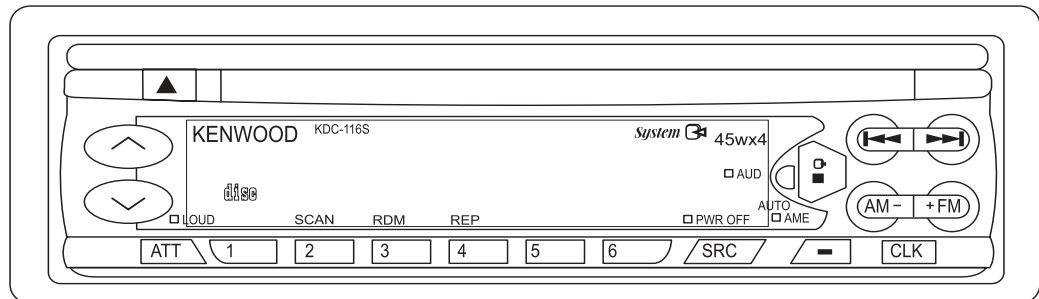 KENWOOD KDC-116S System Q 45wx4
disc
AUD
LOUD SCAN RDM REP PWR OFF AUTO AME
AM - + FM
ATT 1 2 3 4 5 6 SRC - CLK